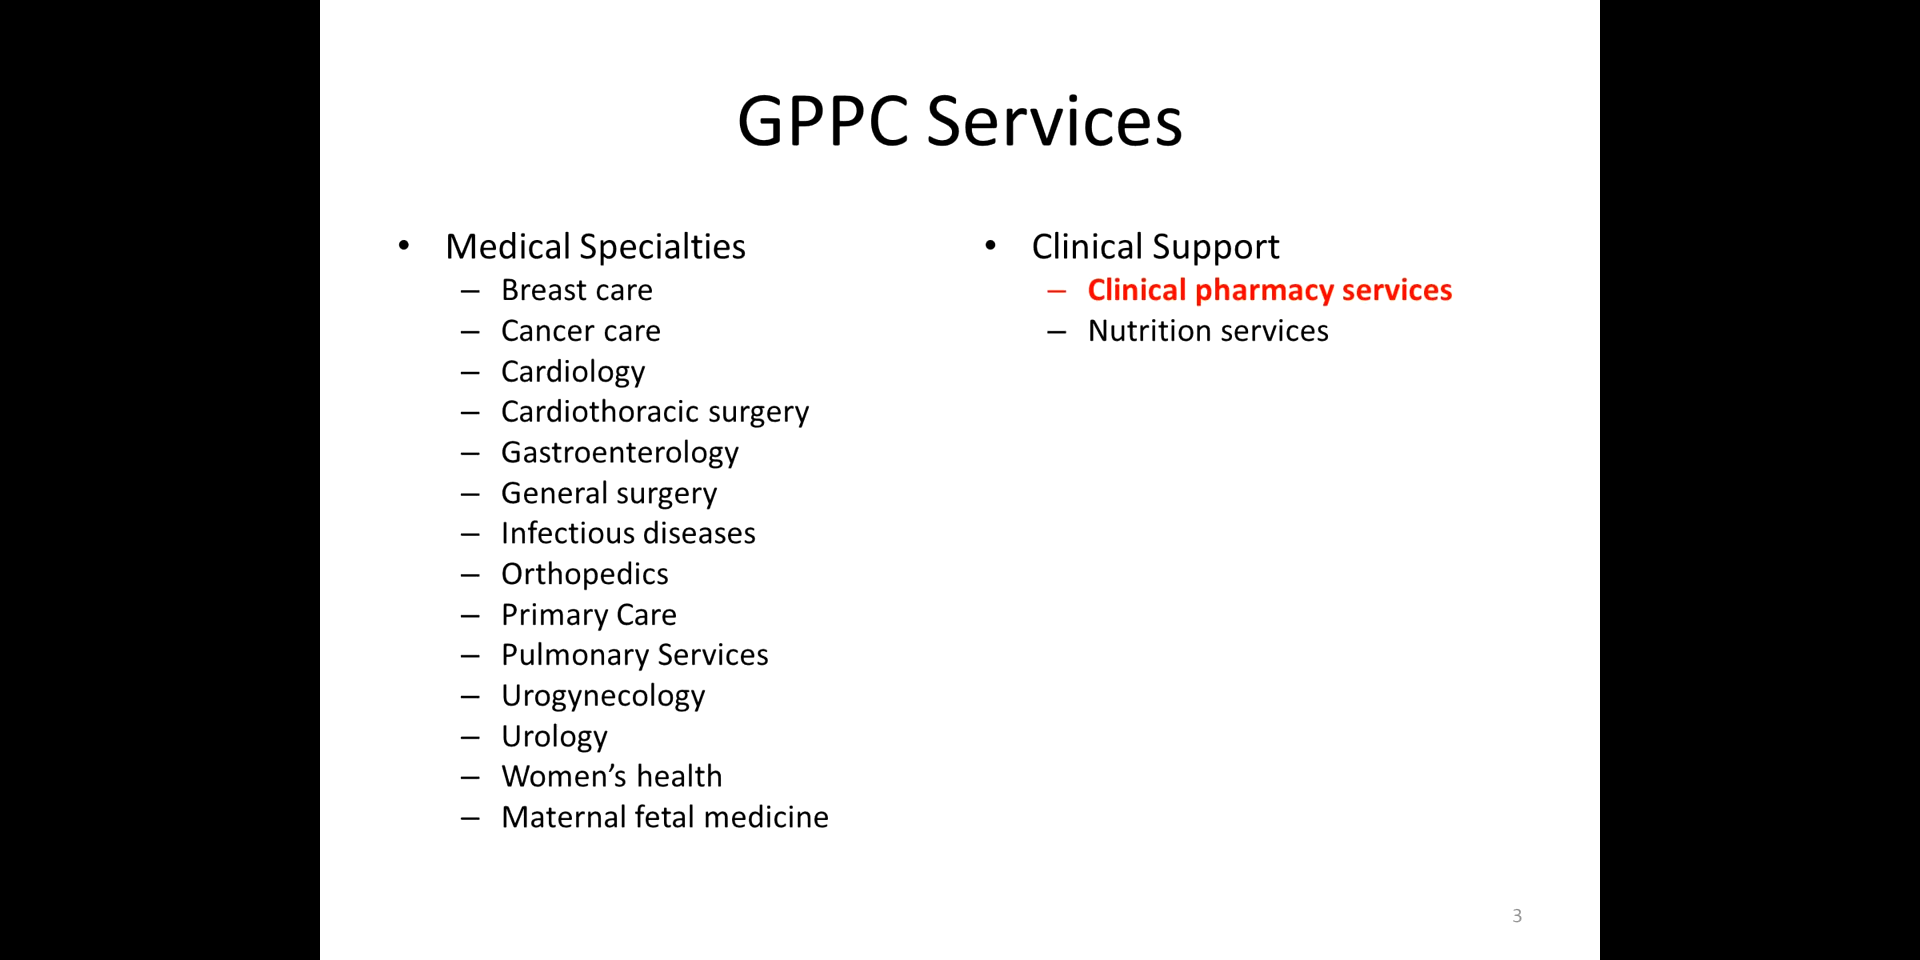 GPPC Services
• Medical Specialties
– Breast care
– Cancer care
– Cardiology
– Cardiothoracic surgery
– Gastroenterology
– General surgery
– Infectious diseases
– Orthopedics
– Primary Care
– Pulmonary Services
– Urogynecology
– Urology
– Women’s health
– Maternal fetal medicine
• Clinical Support
– Clinical pharmacy services
– Nutrition services
3